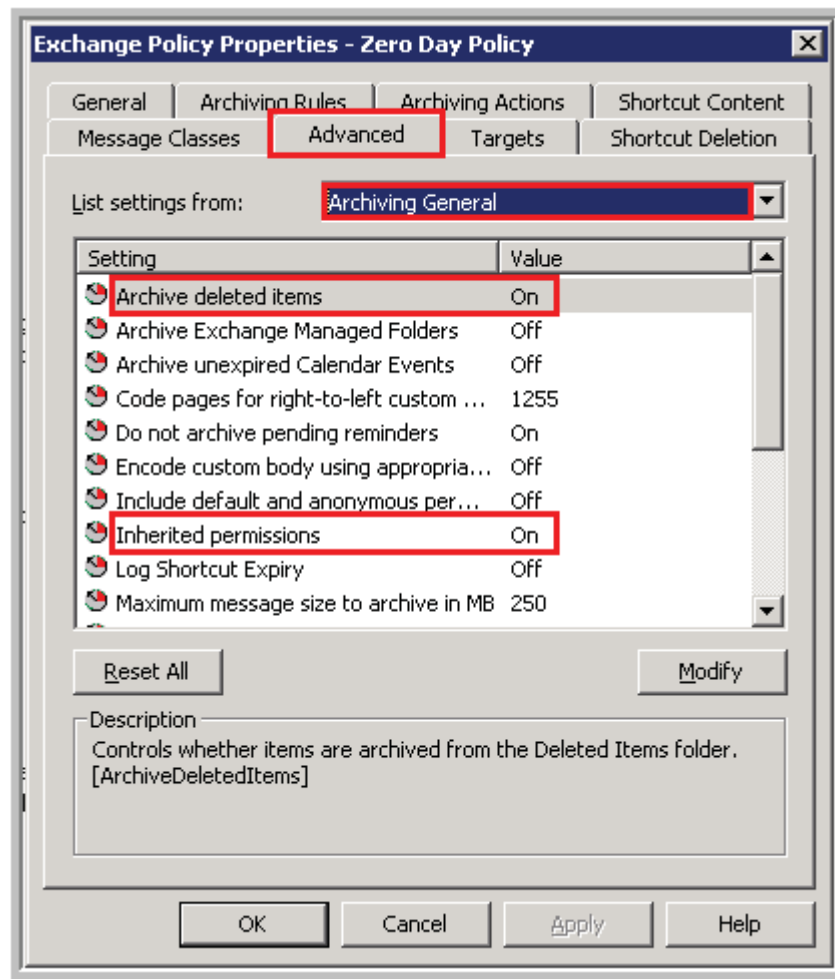 Exchange Policy Properties - Zero Day Policy
General Archiving Rules Archiving Actions Shortcut Content
Message Classes Advanced Targets Shortcut Deletion
List settings from: Archiving General
Setting Value
Archive deleted items On
Archive Exchange Managed Folders Off
Archive unexpired Calendar Events Off
Code pages for right-to-left custom ... 1255
Do not archive pending reminders On
Encode custom body using appropria... Off
Include default and anonymous per... Off
Inherited permissions On
Log Shortcut Expiry Off
Maximum message size to archive in MB 250
Reset All Modify
Description
Controls whether items are archived from the Deleted Items folder.
[ArchiveDeletedItems]
OK Cancel Apply Help